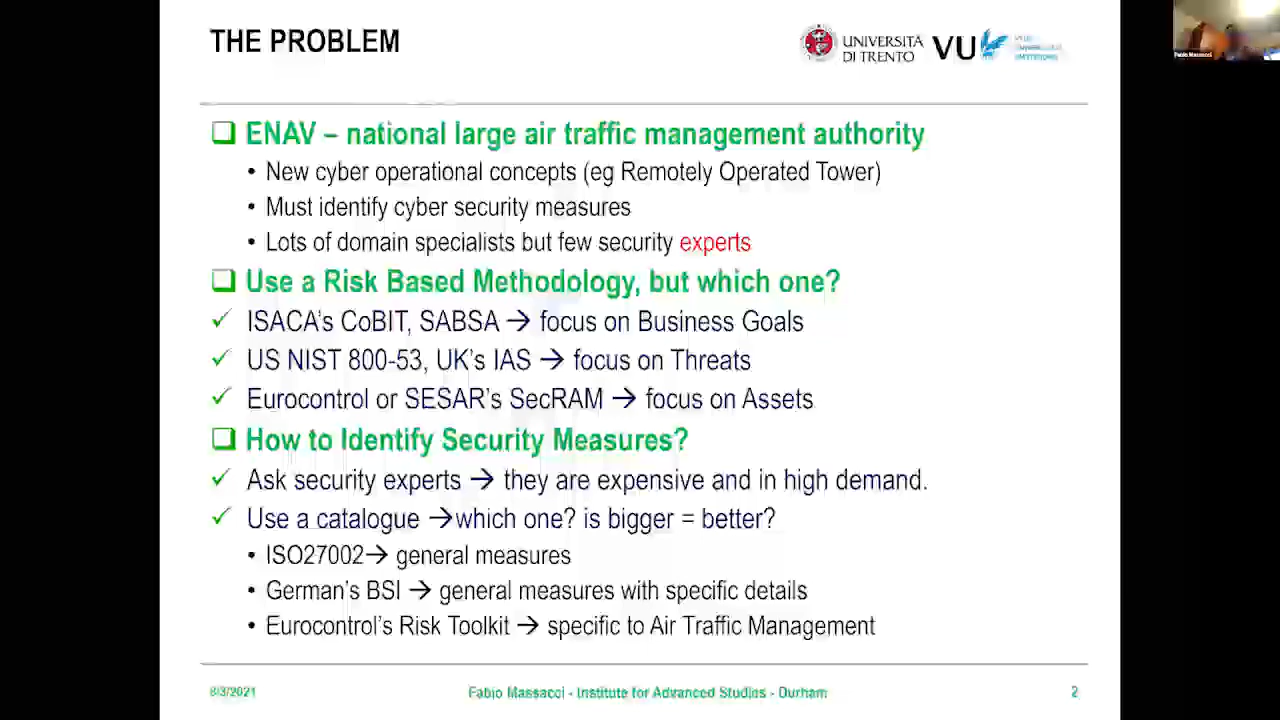 THE PROBLEM
UNIVERSITÀ
DI TRENTO
VU
Fabio Massacci
❑ ENAV – national large air traffic management authority
• New cyber operational concepts (eg Remotely Operated Tower)
• Must identify cyber security measures
• Lots of domain specialists but few security experts
❑ Use a Risk Based Methodology, but which one?
✓ ISACA's CoBIT, SABSA → focus on Business Goals
✓ US NIST 800-53, UK's IAS → focus on Threats
✓ Eurocontrol or SESAR's SecRAM → focus on Assets
❑ How to Identify Security Measures?
✓ Ask security experts → they are expensive and in high demand.
✓ Use a catalogue →which one? is bigger = better?
• ISO27002→ general measures
• German's BSI → general measures with specific details
• Eurocontrol's Risk Toolkit → specific to Air Traffic Management
8/3/2021
Fabio Massacci - Institute for Advanced Studies - Durham
2